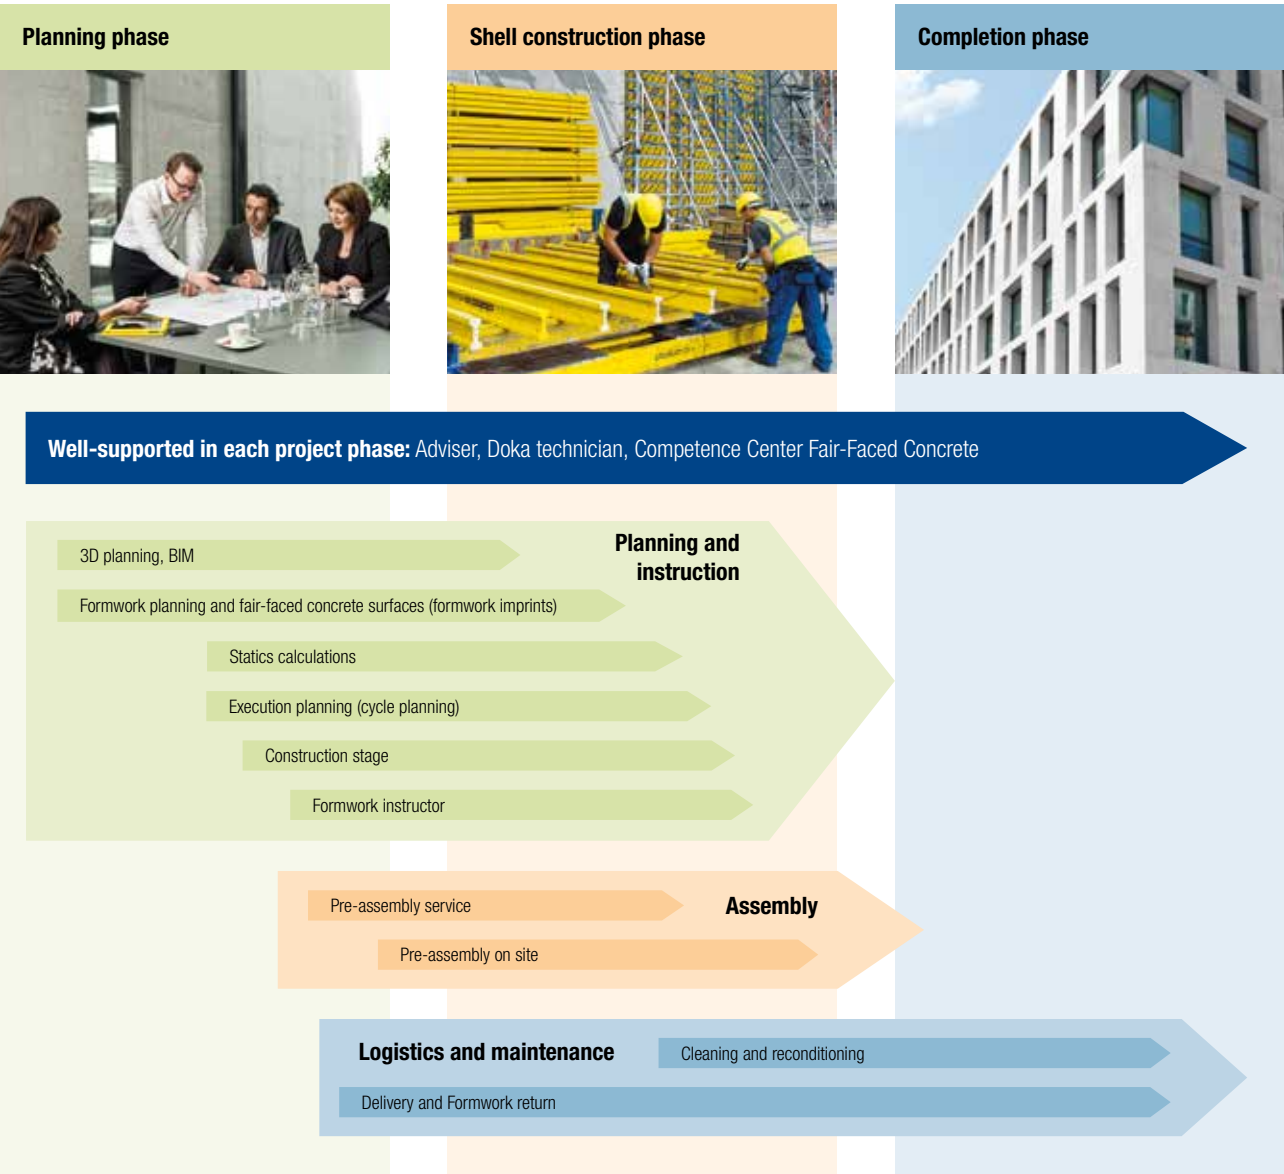 Planning phase
Shell construction phase
Completion phase
Well-supported in each project phase: Adviser, Doka technician, Competence Center Fair-Faced Concrete
Planning and
instruction
3D planning, BIM
Formwork planning and fair-faced concrete surfaces (formwork imprints)
Statics calculations
Execution planning (cycle planning)
Construction stage
Formwork instructor
Assembly
Pre-assembly service
Pre-assembly on site
Logistics and maintenance
Cleaning and reconditioning
Delivery and Formwork return